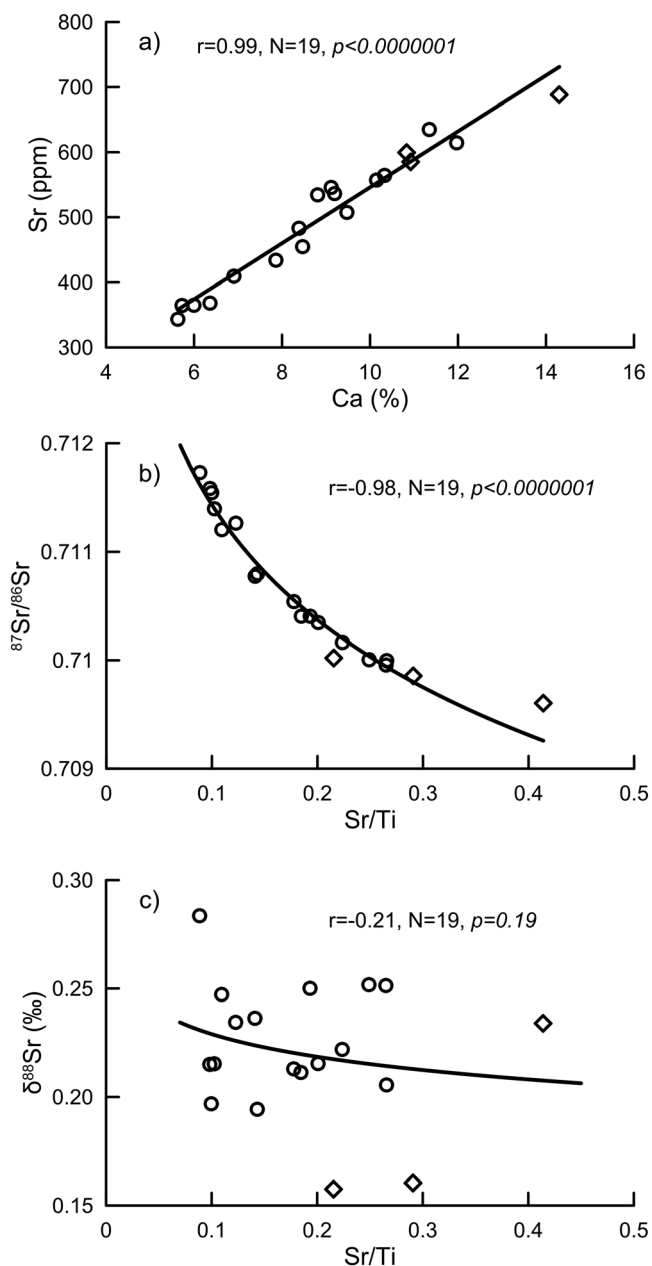 800
a)
r=0.99, N=19, p<0.0000001
700
600
500
400
300
Sr (ppm)
4
6
8
10
12
14
16
Ca (%)
0.712
b)
r=-0.98, N=19, p<0.0000001
0.711
0.71
0.709
⁸⁷Sr/⁸⁶Sr
0
0.1
0.2
0.3
0.4
0.5
Sr/Ti
0.30
c)
r=-0.21, N=19, p=0.19
0.25
0.20
0.15
δ⁸⁸Sr (‰)
0
0.1
0.2
0.3
0.4
0.5
Sr/Ti